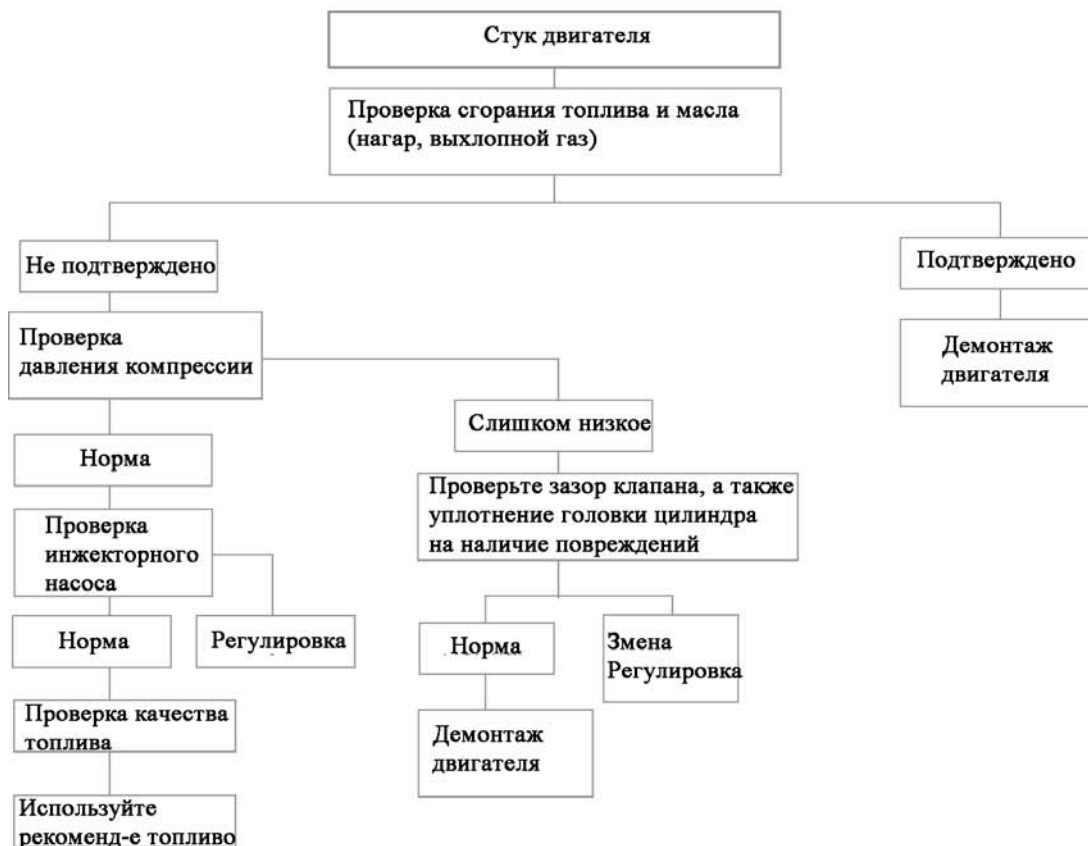 Стук двигателя
Проверка сгорания топлива и масла
(нагар, выхлопной газ)
Не подтверждено
Подтверждено
Проверка
давления компрессии
Демонтаж
двигателя
Слишком низкое
Норма
Проверьте зазор клапана, а также
уплотнение головки цилиндра
на наличие повреждений
Проверка
инжекторного
насоса
Норма
Регулировка
Норма
Змена
Регулировка
Проверка качества
топлива
Демонтаж
двигателя
Используйте
рекоменд-е топливо